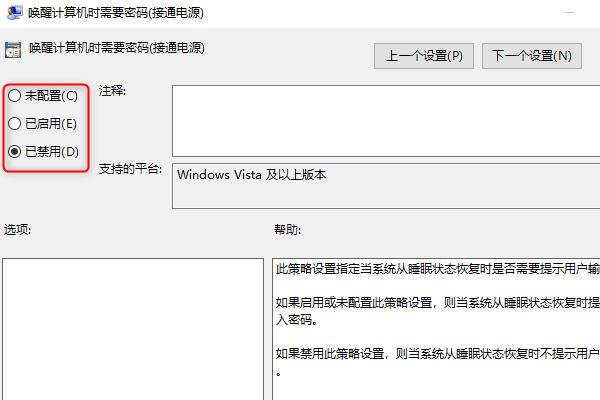 唤醒计算机时需要密码(接通电源)
唤醒计算机时需要密码(接通电源)
上一个设置(P)
下一个设置(N)
未配置(C)
已启用(E)
已禁用(D)
注释:
支持的平台:
Windows Vista 及以上版本
选项:
帮助:
此策略设置指定当系统从睡眠状态恢复时是否需要提示用户输
如果启用或未配置此策略设置，则当系统从睡眠状态恢复时提
入密码。
如果禁用此策略设置，则当系统从睡眠状态恢复时不提示用户
。